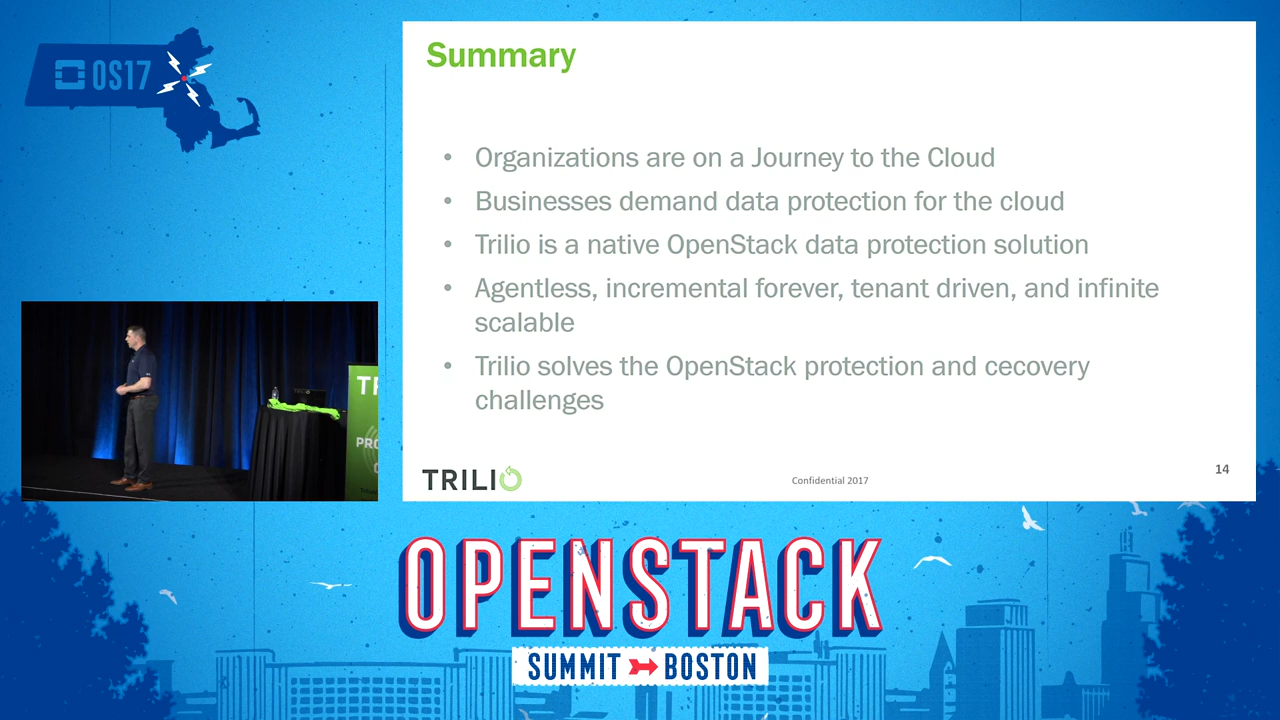 OS17
Summary
• Organizations are on a Journey to the Cloud
• Businesses demand data protection for the cloud
• Trilio is a native OpenStack data protection solution
• Agentless, incremental forever, tenant driven, and infinite
scalable
• Trilio solves the OpenStack protection and cecovery
challenges
TRILIO
Confidential 2017
14
OPENSTACK
SUMMIT BOSTON